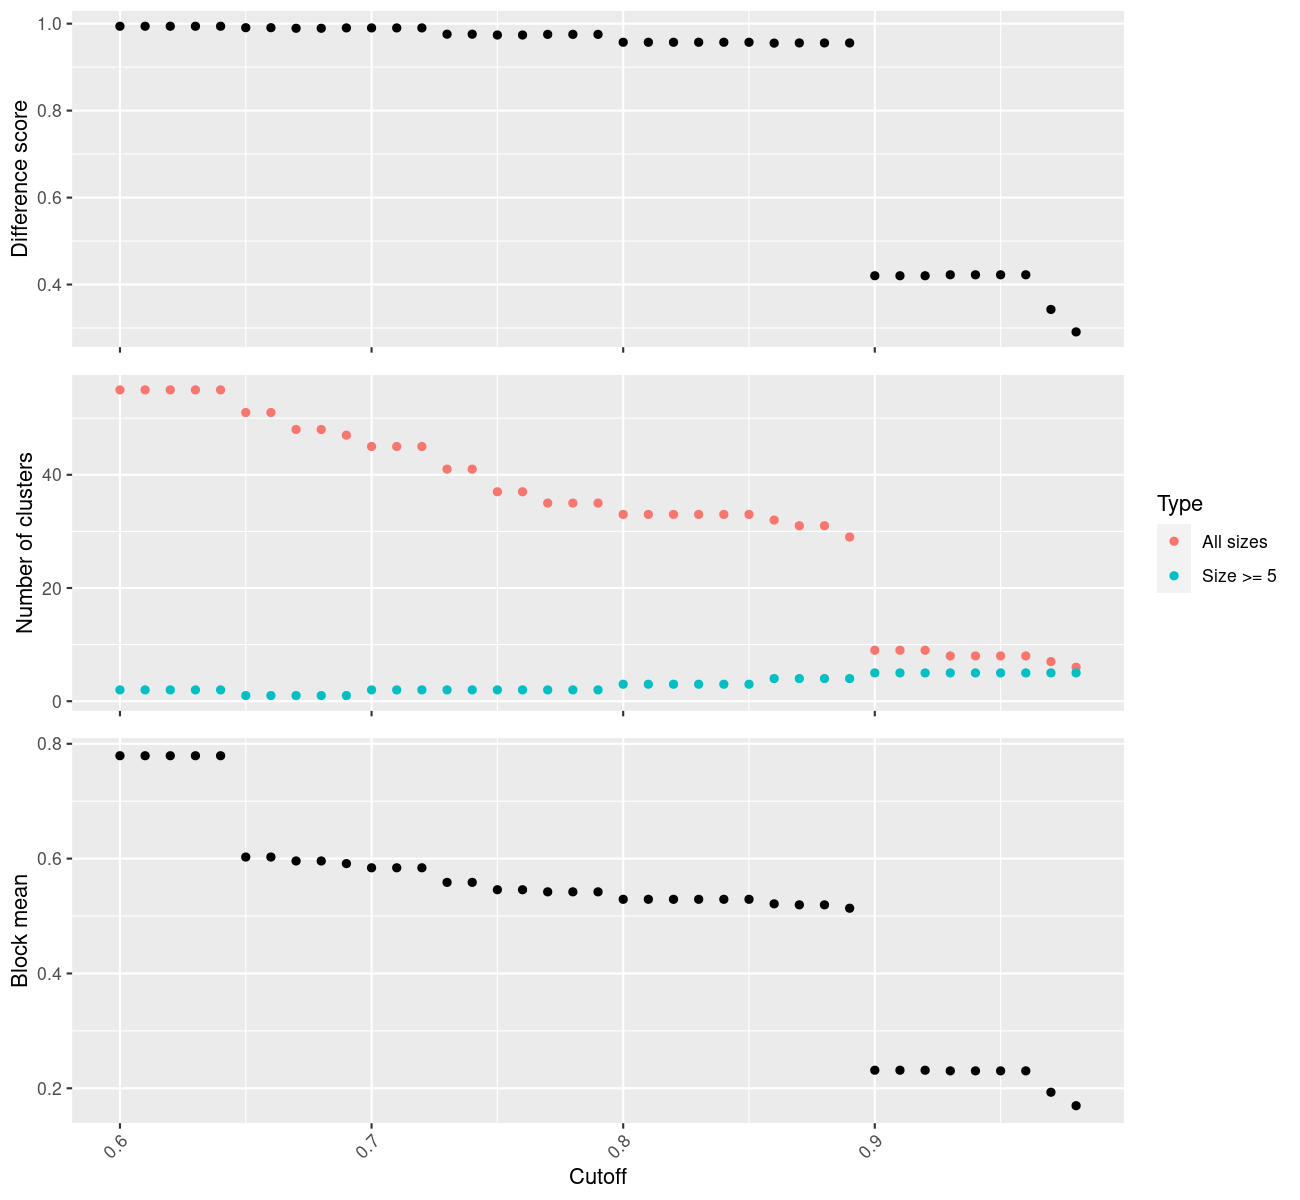 Difference score
1.0
0.8
0.6
0.4
Number of clusters
40
20
0
Type
All sizes
Size >= 5
Block mean
0.8
0.6
0.4
0.2
0.6 0.7 0.8 0.9
Cutoff